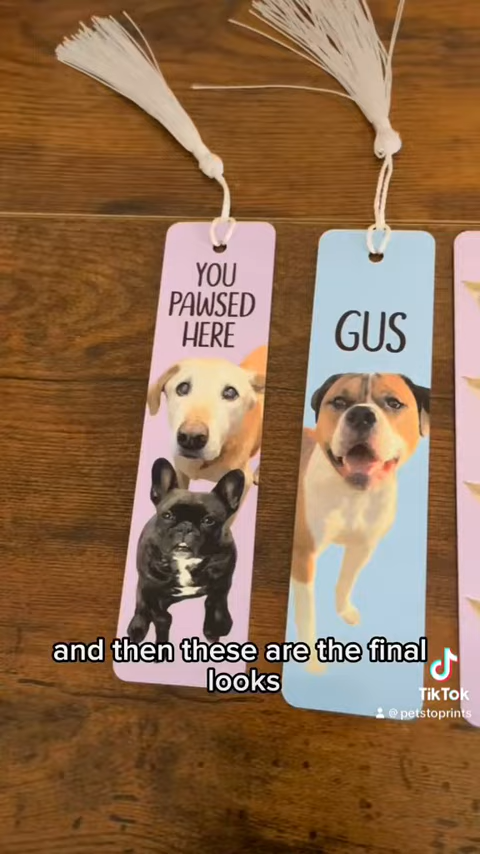 YOU
PAWSED
HERE
GUS
and then these are the final
looks
TikTok
@petstoprints